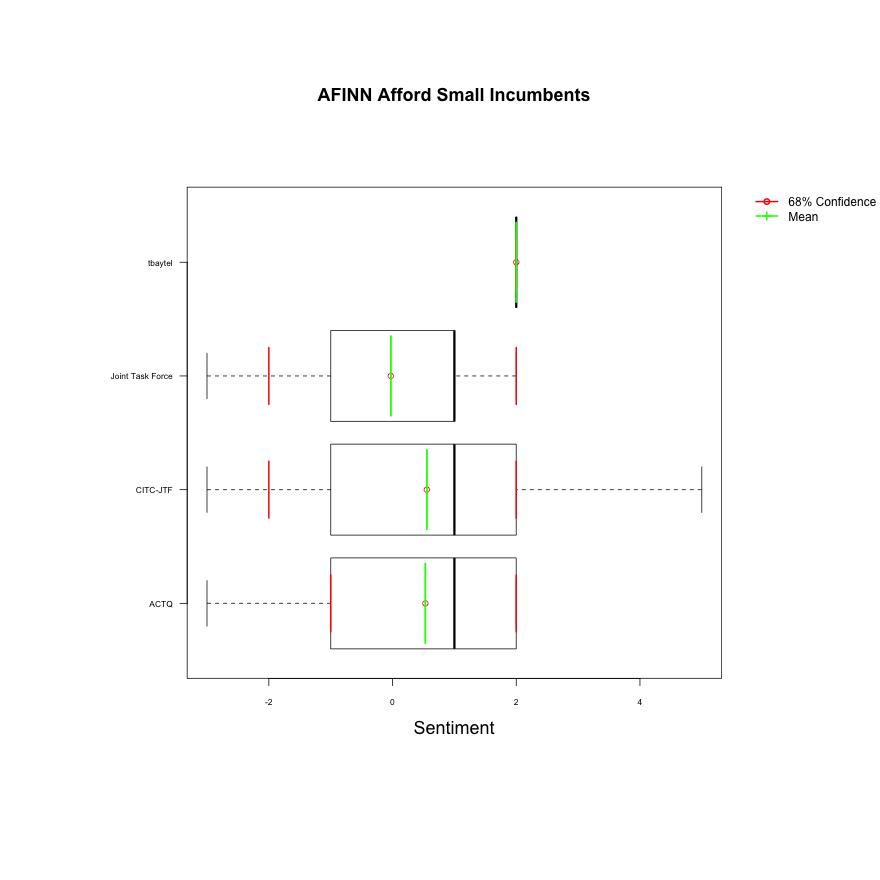 AFINN Afford Small Incumbents
68% Confidence
Mean
tbaytel
Joint Task Force
CITC-JTF
ACTQ
-2 0 2 4
Sentiment